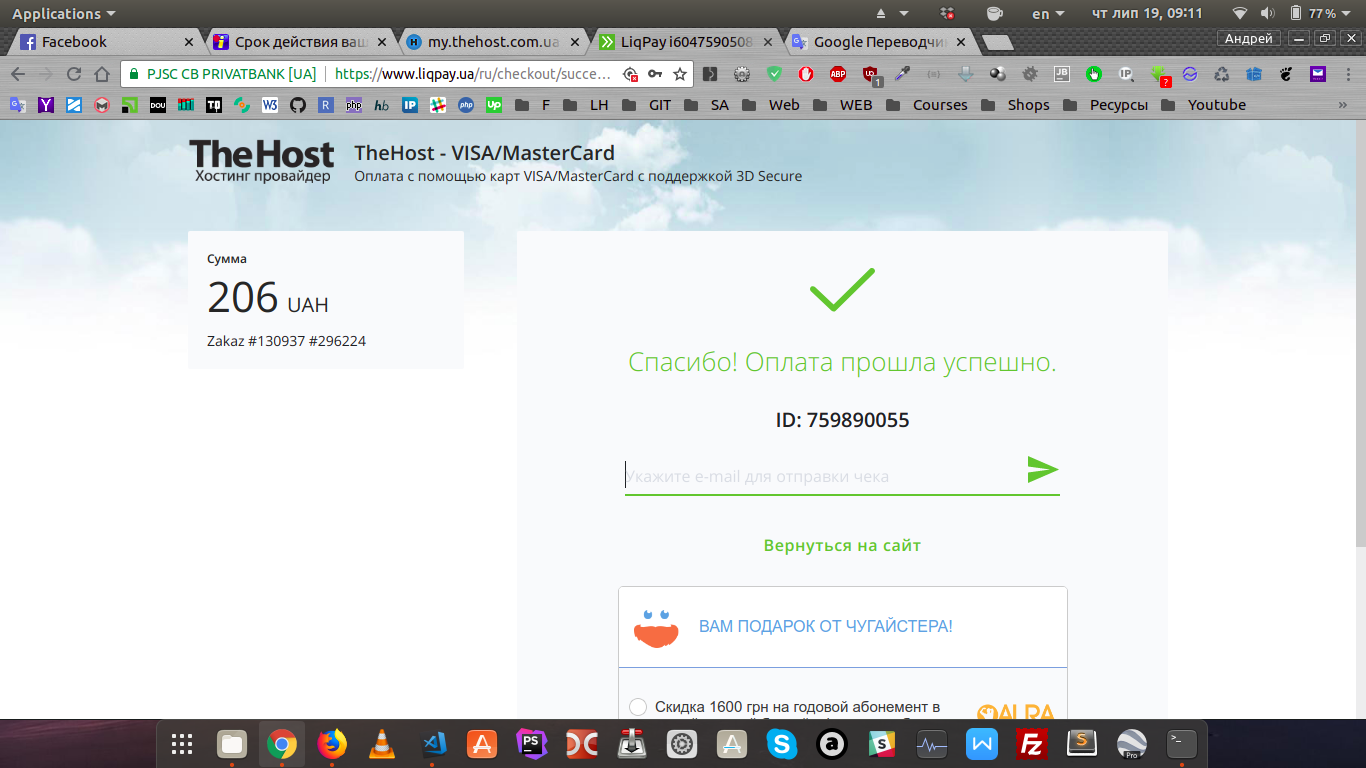 Applications
en
чт лип 19, 09:11
77%
Facebook
Срок действия ваш
my.thehost.com.ua
LiqPay i6047590508
Google Переводчик
Андрей
PJSC CB PRIVATBANK [UA]
https://www.liqpay.ua/ru/checkout/succe...
F
LH
GIT
SA
Web
WEB
Courses
Shops
Ресурсы
Youtube
TheHost
Хостинг провайдер
TheHost - VISA/MasterCard
Оплата с помощью карт VISA/MasterCard с поддержкой 3D Secure
Сумма
206 UAH
Zakaz #130937 #296224
Спасибо! Оплата прошла успешно.
ID: 759890055
Укажите e-mail для отправки чека
Вернуться на сайт
ВАМ ПОДАРОК ОТ ЧУГАЙСТЕРА!
Скидка 1600 грн на годовой абонемент в